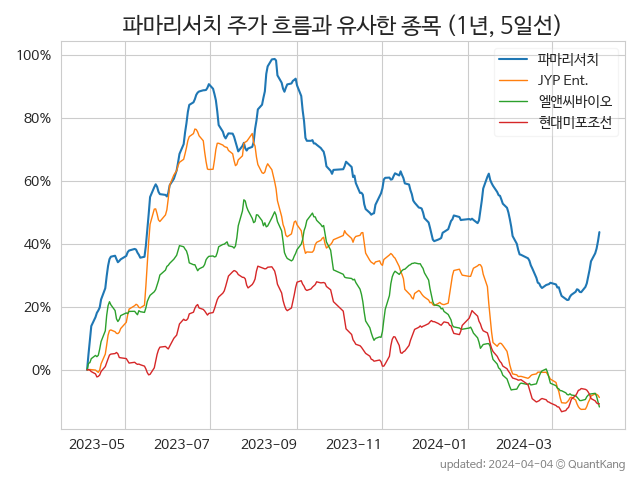 파마리서치 주가 흐름과 유사한 종목 (1년, 5일선)
100%
80%
60%
40%
20%
0%
파마리서치
JYP Ent.
엘앤씨바이오
현대미포조선
2023-05
2023-07
2023-09
2023-11
2024-01
2024-03
updated: 2024-04-04 © QuantKang